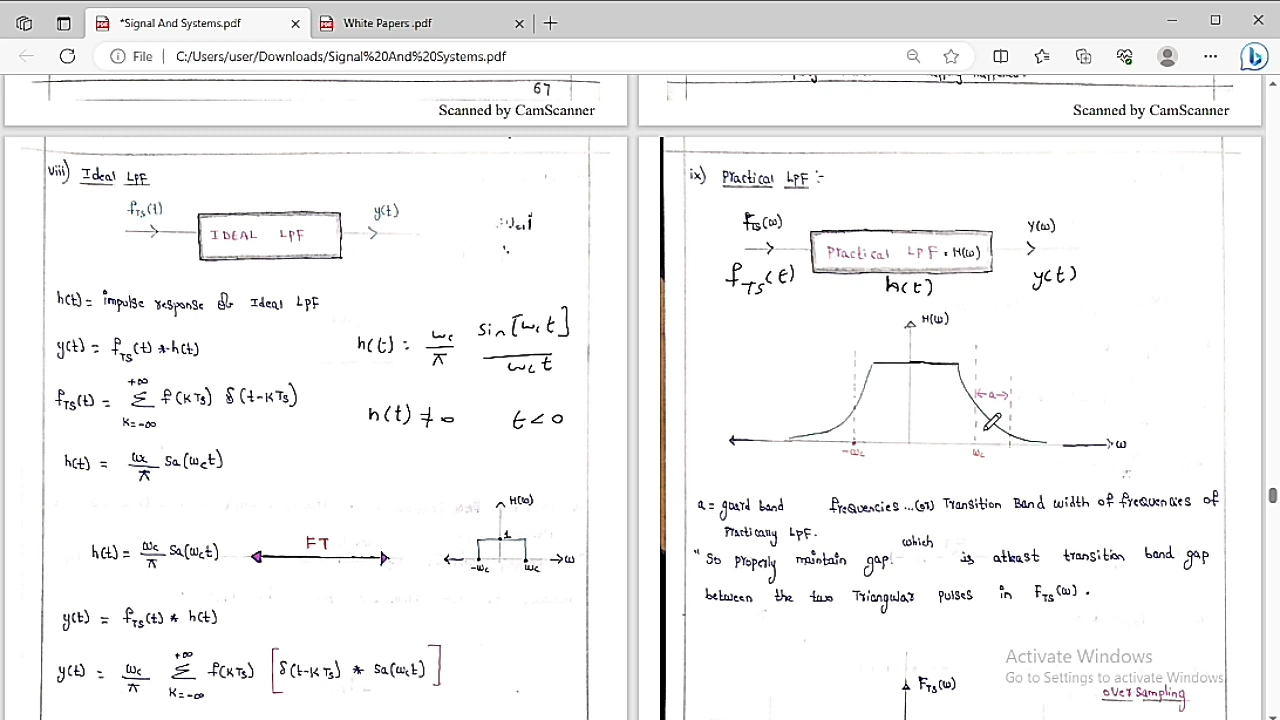 *Signal And Systems.pdf
White Papers .pdf
File
C:/Users/user/Downloads/Signal%20And%20Systems.pdf
67
Scanned by CamScanner
Scanned by CamScanner
viii) Ideal LPF
fTS(t)
IDEAL LPF
y(t)
h(t) = impulse response of Ideal LPF
y(t) = fTS(t) * h(t)
h(t) = ωc/π sin[ωct]/ωct
fTS(t) = +∞ Σ K=-∞ f(KTS) δ(t-KTS)
h(t) ≠ 0 t < 0
h(t) = ωc/π Sa(ωct)
H(ω)
1
h(t) = ωc/π Sa(ωct)
FT
-ωc ωc ω
y(t) = fTS(t) * h(t)
y(t) = ωc/π +∞ Σ K=-∞ f(KTS) [δ(t-KTS) * Sa(ωct)]
ix) Practical LPF :-
fTS(ω)
Practical LPF = H(ω)
Y(ω)
fTS(t)
h(t)
y(t)
H(ω)
a
-ωc ωc ω
a = guard band frequencies ... (or) Transition Band width of frequencies of
Practically LPF.
which
"So properly maintain gap is atleast transition band gap
between the two Triangular pulses in FTS(ω).
FTS(ω)
over Sampling
Activate Windows
Go to Settings to activate Windows.